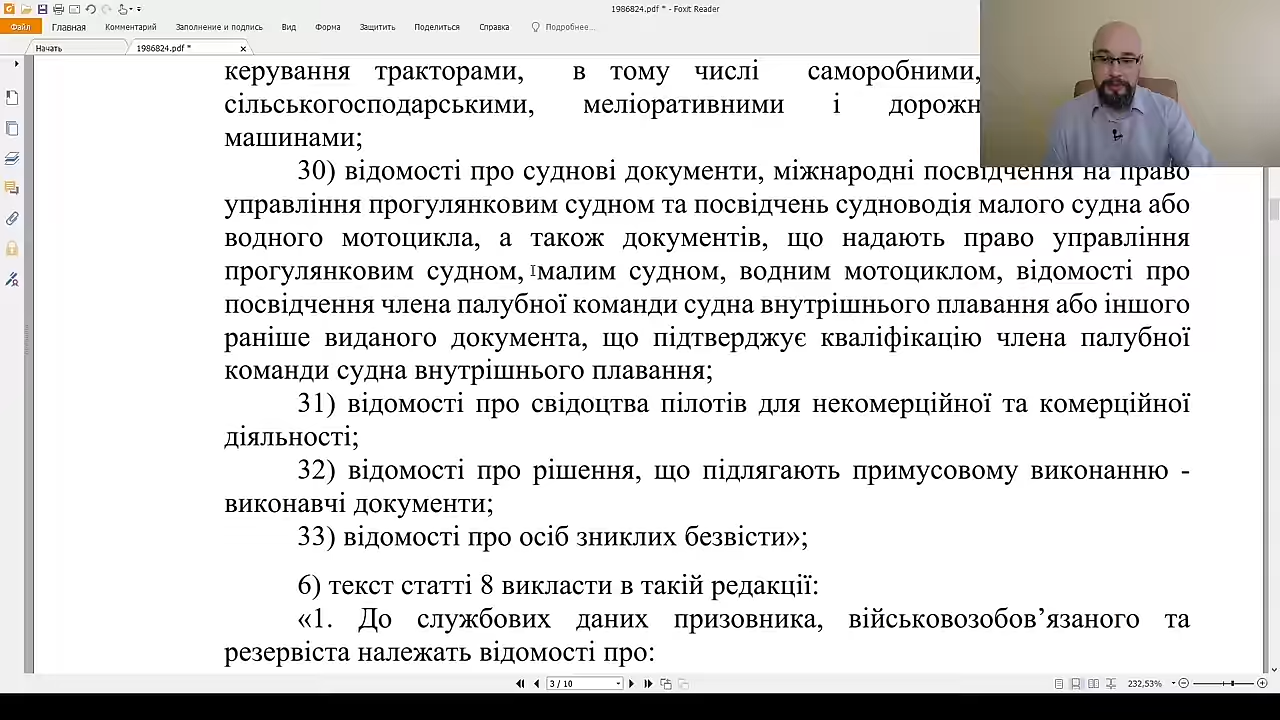 1986824.pdf * - Foxit Reader
Файл Главная Комментарий Заполнение и подпись Вид Форма Защитить Поделиться Справка Подробнее...
Начать 1986824.pdf *
керування тракторами, в тому числі саморобними,
сільськогосподарськими, меліоративними і дорожн
машинами;
30) відомості про суднові документи, міжнародні посвідчення на право
управління прогулянковим судном та посвідчень судноводія малого судна або
водного мотоцикла, а також документів, що надають право управління
прогулянковим судном, малим судном, водним мотоциклом, відомості про
посвідчення члена палубної команди судна внутрішнього плавання або іншого
раніше виданого документа, що підтверджує кваліфікацію члена палубної
команди судна внутрішнього плавання;
31) відомості про свідоцтва пілотів для некомерційної та комерційної
діяльності;
32) відомості про рішення, що підлягають примусовому виконанню -
виконавчі документи;
33) відомості про осіб зниклих безвісти»;
6) текст статті 8 викласти в такій редакції:
«1. До службових даних призовника, військовозобов’язаного та
резервіста належать відомості про:
3 / 10 232,53%